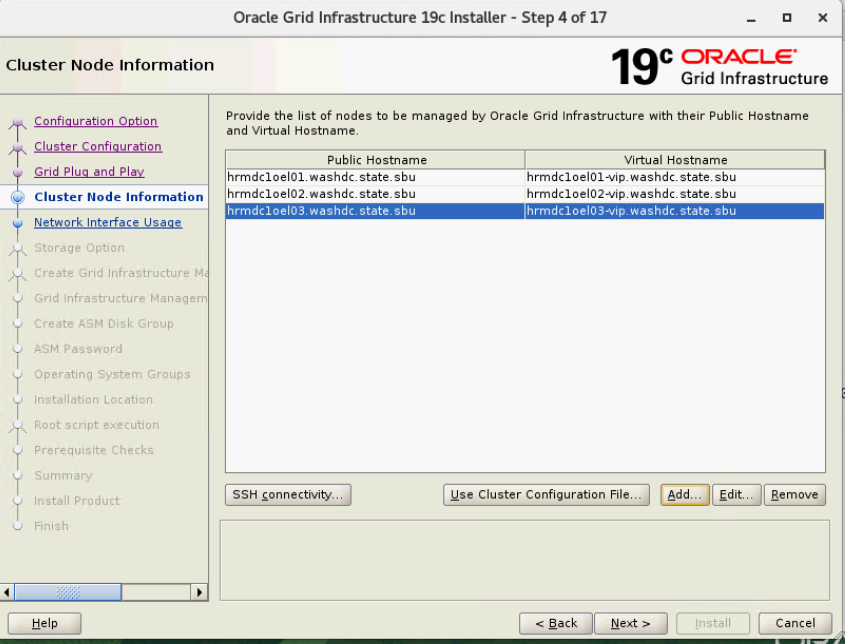 Oracle Grid Infrastructure 19c Installer - Step 4 of 17
Cluster Node Information
19c ORACLE
Grid Infrastructure
Configuration Option
Cluster Configuration
Grid Plug and Play
Cluster Node Information
Network Interface Usage
Storage Option
Create Grid Infrastructure Ma
Grid Infrastructure Managem
Create ASM Disk Group
ASM Password
Operating System Groups
Installation Location
Root script execution
Prerequisite Checks
Summary
Install Product
Finish
Provide the list of nodes to be managed by Oracle Grid Infrastructure with their Public Hostname
and Virtual Hostname.
Public Hostname Virtual Hostname
hrmdc1oel01.washdc.state.sbu hrmdc1oel01-vip.washdc.state.sbu
hrmdc1oel02.washdc.state.sbu hrmdc1oel02-vip.washdc.state.sbu
hrmdc1oel03.washdc.state.sbu hrmdc1oel03-vip.washdc.state.sbu
SSH connectivity... Use Cluster Configuration File... Add... Edit... Remove
Help < Back Next > Install Cancel